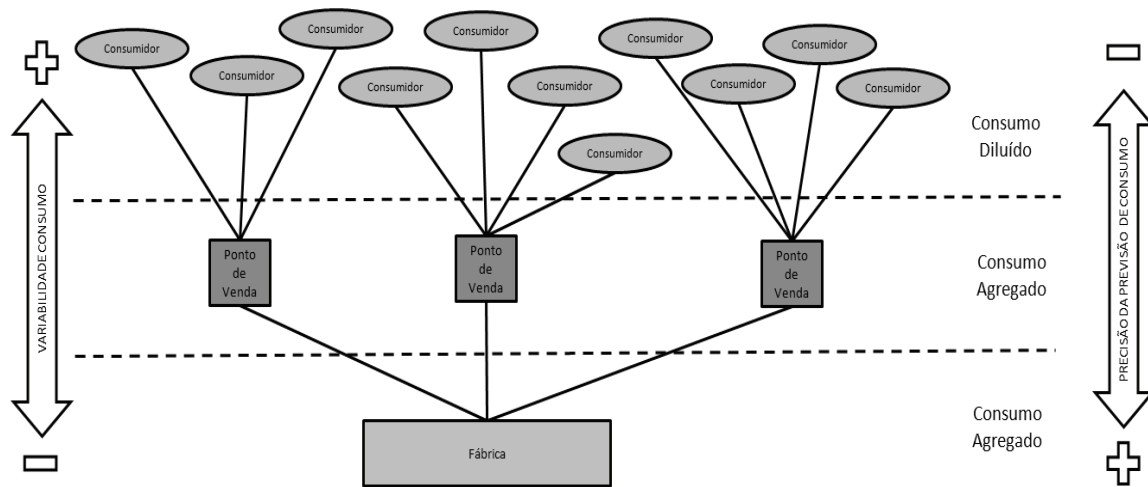 Consumidor
Consumidor
Consumidor
Consumidor
Consumidor
Consumidor
Consumidor
Consumidor
Consumidor
Consumidor
Consumidor
Consumo
Diluído
VARIABILIDADE CONSUMO
PRECISÃO DA PREVISÃO DE CONSUMO
Ponto
de
Venda
Ponto
de
Venda
Ponto
de
Venda
Consumo
Agregado
Fábrica
Consumo
Agregado